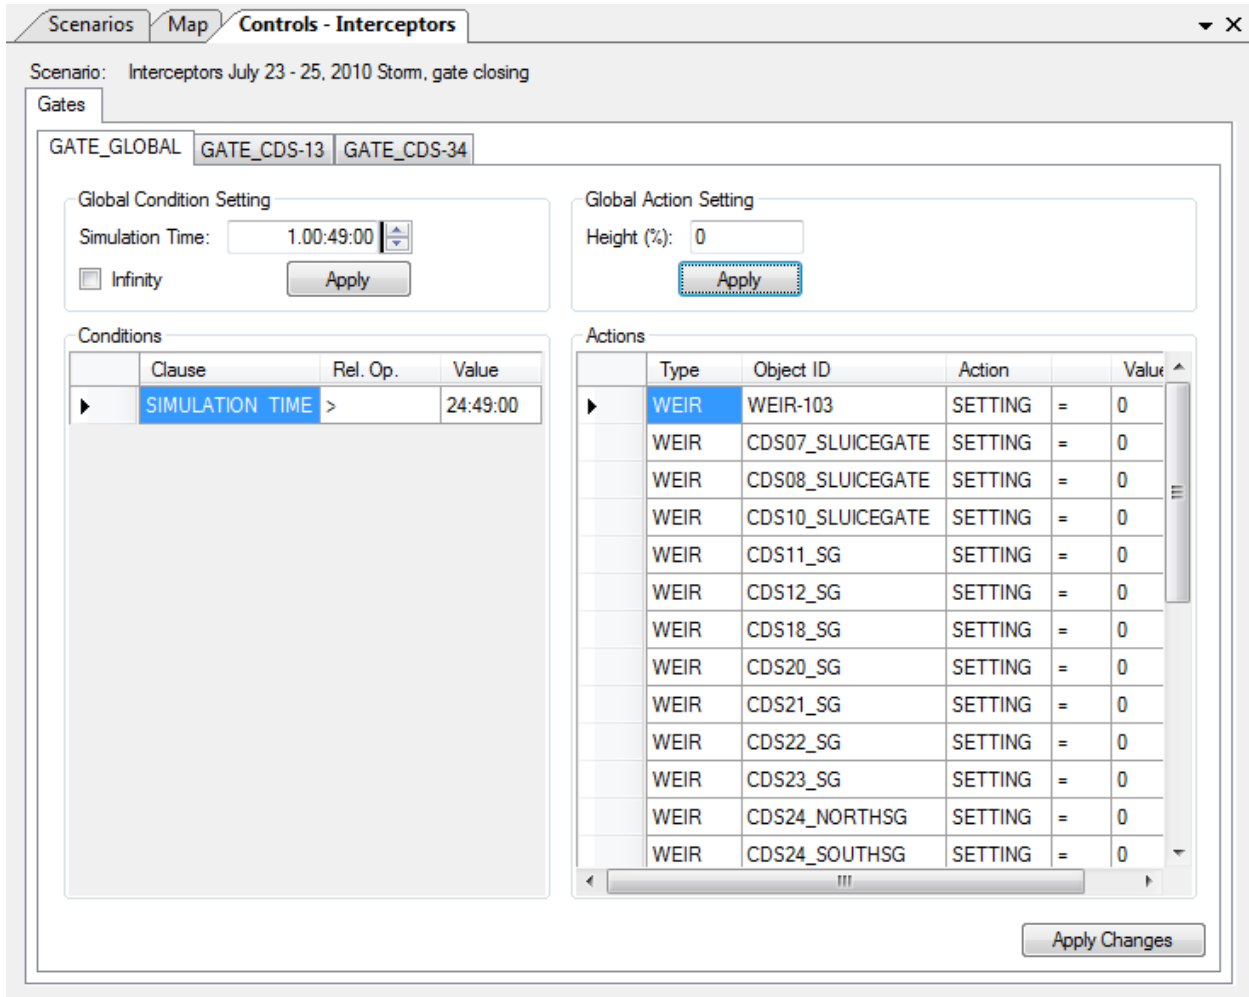 Scenarios Map Controls - Interceptors
Scenario: Interceptors July 23 - 25, 2010 Storm, gate closing
Gates
GATE_GLOBAL GATE_CDS-13 GATE_CDS-34
Global Condition Setting
Simulation Time: 1.00:49:00
Infinity Apply
Global Action Setting
Height (%): 0
Apply
Conditions
Clause Rel. Op. Value
SIMULATION TIME > 24:49:00
Actions
Type Object ID Action Value
WEIR WEIR-103 SETTING = 0
WEIR CDS07_SLUICEGATE SETTING = 0
WEIR CDS08_SLUICEGATE SETTING = 0
WEIR CDS10_SLUICEGATE SETTING = 0
WEIR CDS11_SG SETTING = 0
WEIR CDS12_SG SETTING = 0
WEIR CDS18_SG SETTING = 0
WEIR CDS20_SG SETTING = 0
WEIR CDS21_SG SETTING = 0
WEIR CDS22_SG SETTING = 0
WEIR CDS23_SG SETTING = 0
WEIR CDS24_NORTHSG SETTING = 0
WEIR CDS24_SOUTHSG SETTING = 0
Apply Changes